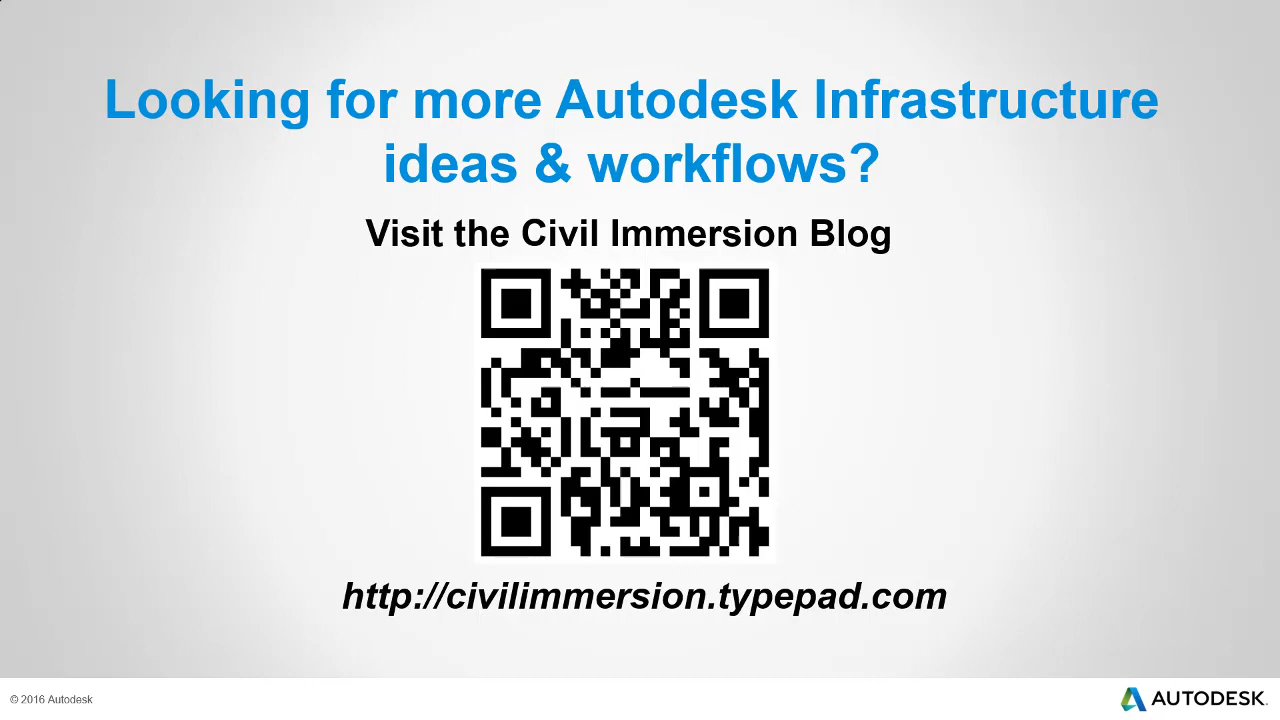 Looking for more Autodesk Infrastructure
ideas & workflows?
Visit the Civil Immersion Blog
http://civilimmersion.typepad.com
© 2016 Autodesk
AUTODESK.